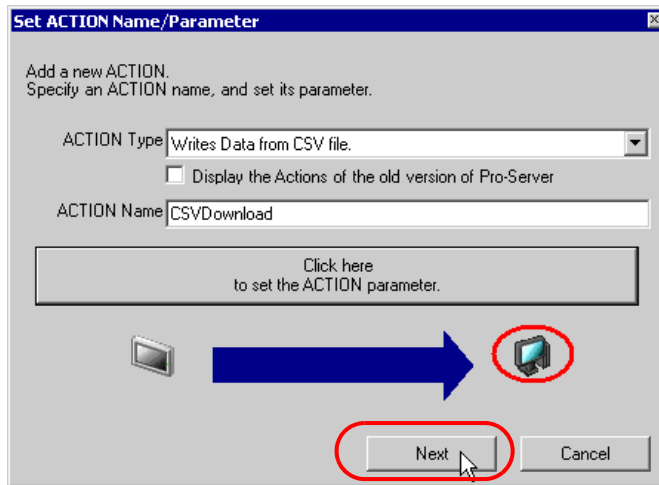 Set ACTION Name/Parameter
Add a new ACTION.
Specify an ACTION name, and set its parameter.
ACTION Type Writes Data from CSV file.
Display the Actions of the old version of Pro-Server
ACTION Name CSVDownload
Click here
to set the ACTION parameter.
Next Cancel